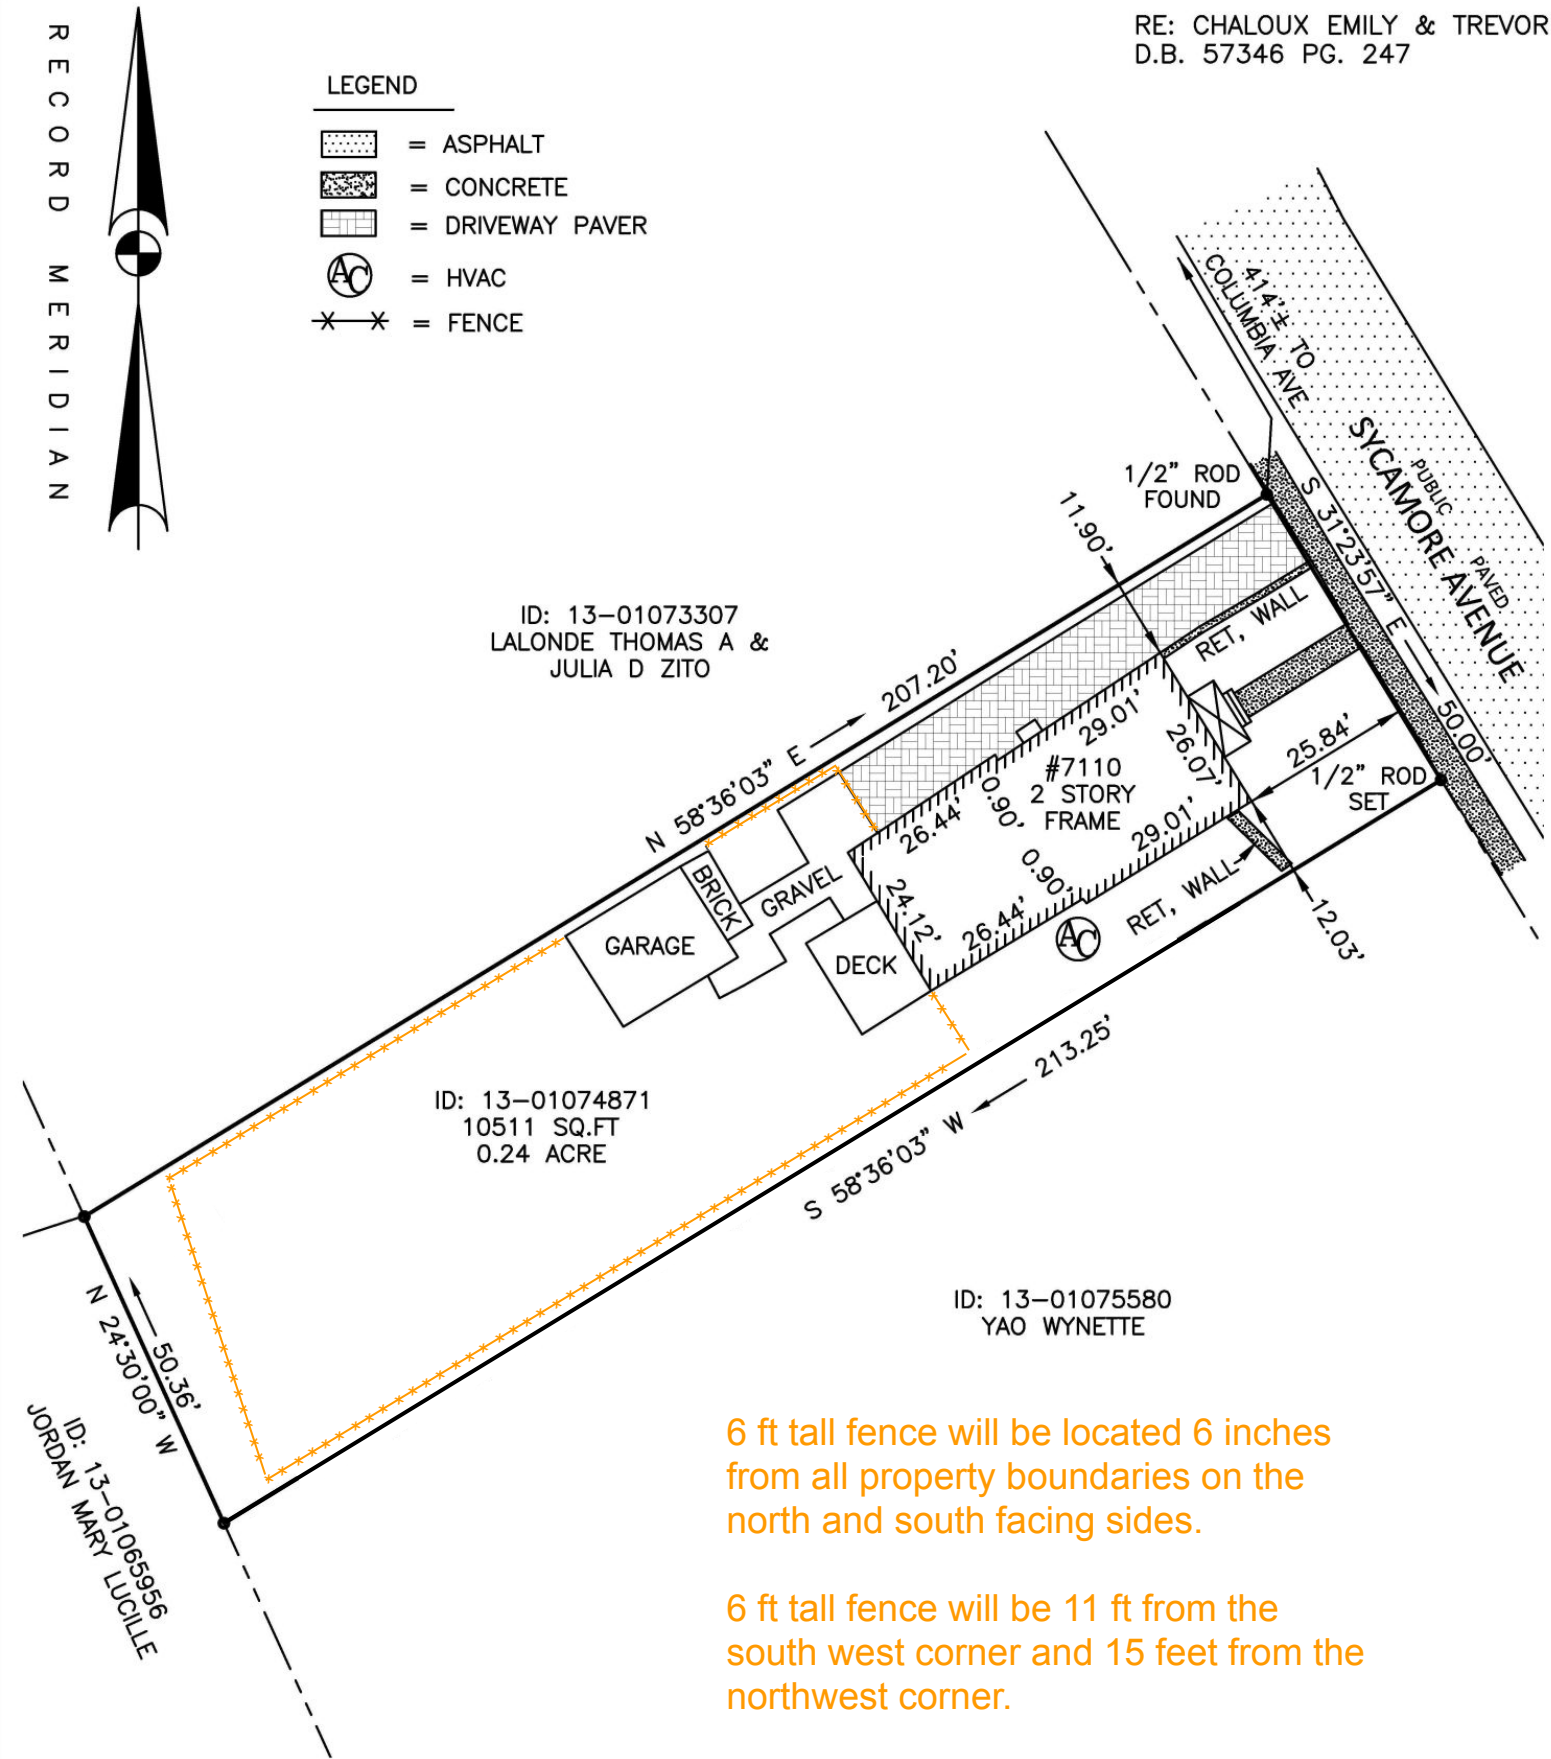 RECORD MERIDIAN
RE: CHALOUX EMILY & TREVOR
D.B. 57346 PG. 247
LEGEND
= ASPHALT
= CONCRETE
= DRIVEWAY PAVER
AC = HVAC
= FENCE
414'± TO
COLUMBIA AVE
SYCAMORE AVENUE
PUBLIC
PAVED
1/2" ROD
FOUND
S 31°23'57" E
50.00'
11.90'
RET, WALL
ID: 13-01073307
LALONDE THOMAS A &
JULIA D ZITO
N 58°36'03" E
207.20'
29.01'
26.07'
25.84'
#7110
2 STORY
FRAME
1/2" ROD
SET
0.90'
26.44'
29.01'
0.90'
24.12'
26.44'
AC
RET, WALL
12.03'
BRICK
GRAVEL
GARAGE
DECK
213.25'
S 58°36'03" W
ID: 13-01074871
10511 SQ.FT
0.24 ACRE
N 24°30'00" W
50.36'
ID: 13-01065956
JORDAN MARY LUCILLE
ID: 13-01075580
YAO WYNETTE
6 ft tall fence will be located 6 inches
from all property boundaries on the
north and south facing sides.
6 ft tall fence will be 11 ft from the
south west corner and 15 feet from the
northwest corner.